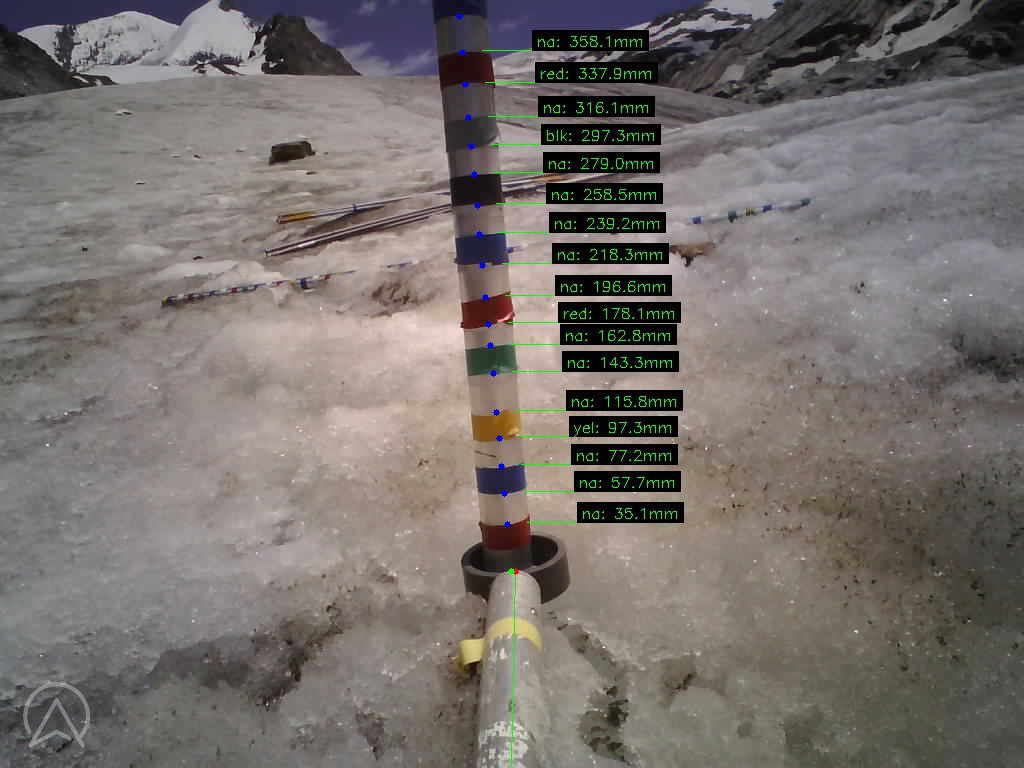 na: 358.1mm
red: 337.9mm
na: 316.1mm
blk: 297.3mm
na: 279.0mm
na: 258.5mm
na: 239.2mm
na: 218.3mm
na: 196.6mm
red: 178.1mm
na: 162.8mm
na: 143.3mm
na: 115.8mm
yel: 97.3mm
na: 77.2mm
na: 57.7mm
na: 35.1mm